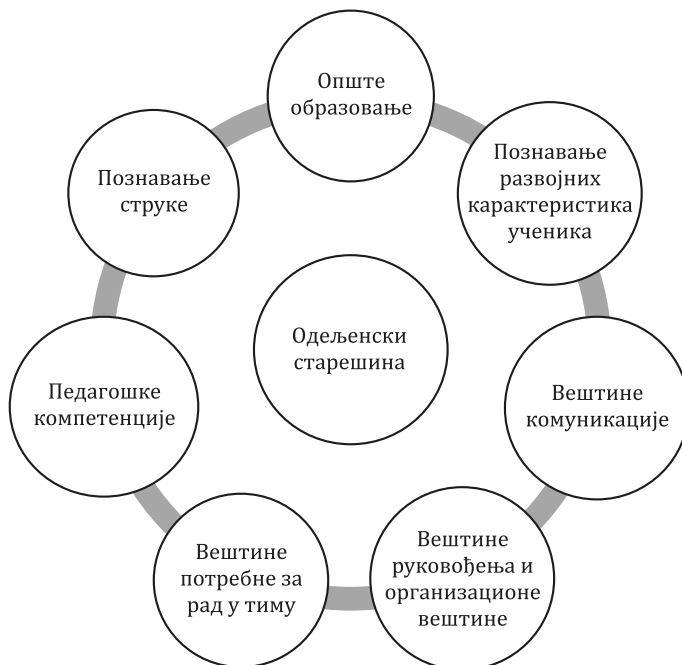 Опште
образовање
Познавање
развојних
карактеристика
ученика
Вештине
комуникације
Вештине
руковођења и
организационе
вештине
Вештине
потребне за
рад у тиму
Педагошке
компетенције
Познавање
струке
Одељенски
старешина